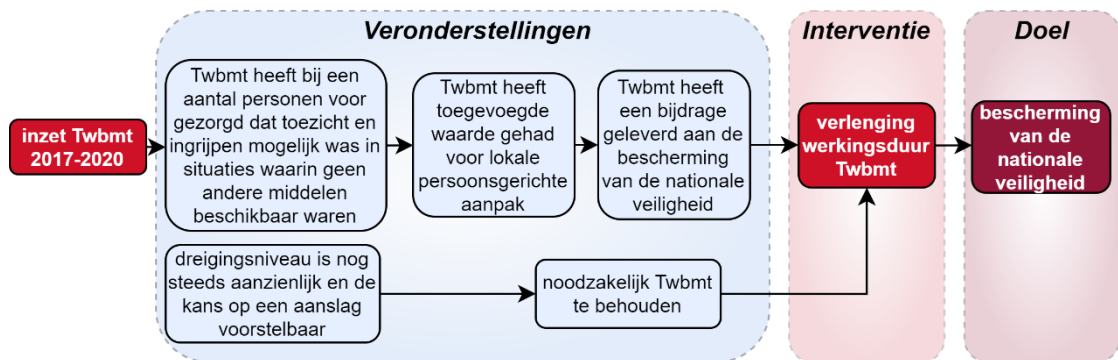 Veronderstellingen
Interventie
Doel
inzet Twbmt
2017-2020
Twbmt heeft bij een
aantal personen voor
gezorgd dat toezicht en
ingrijpen mogelijk was in
situaties waarin geen
andere middelen
beschikbaar waren
Twbmt heeft
toegevoegde
waarde gehad
voor lokale
persoonsgerichte
aanpak
Twbmt heeft
een bijdrage
geleverd aan de
bescherming
van de nationale
veiligheid
verlenging
werkingsduur
Twbmt
bescherming
van de
nationale
veiligheid
dreigingsniveau is nog
steeds aanzienlijk en de
kans op een aanslag
voorstelbaar
noodzakelijk Twbmt
te behouden